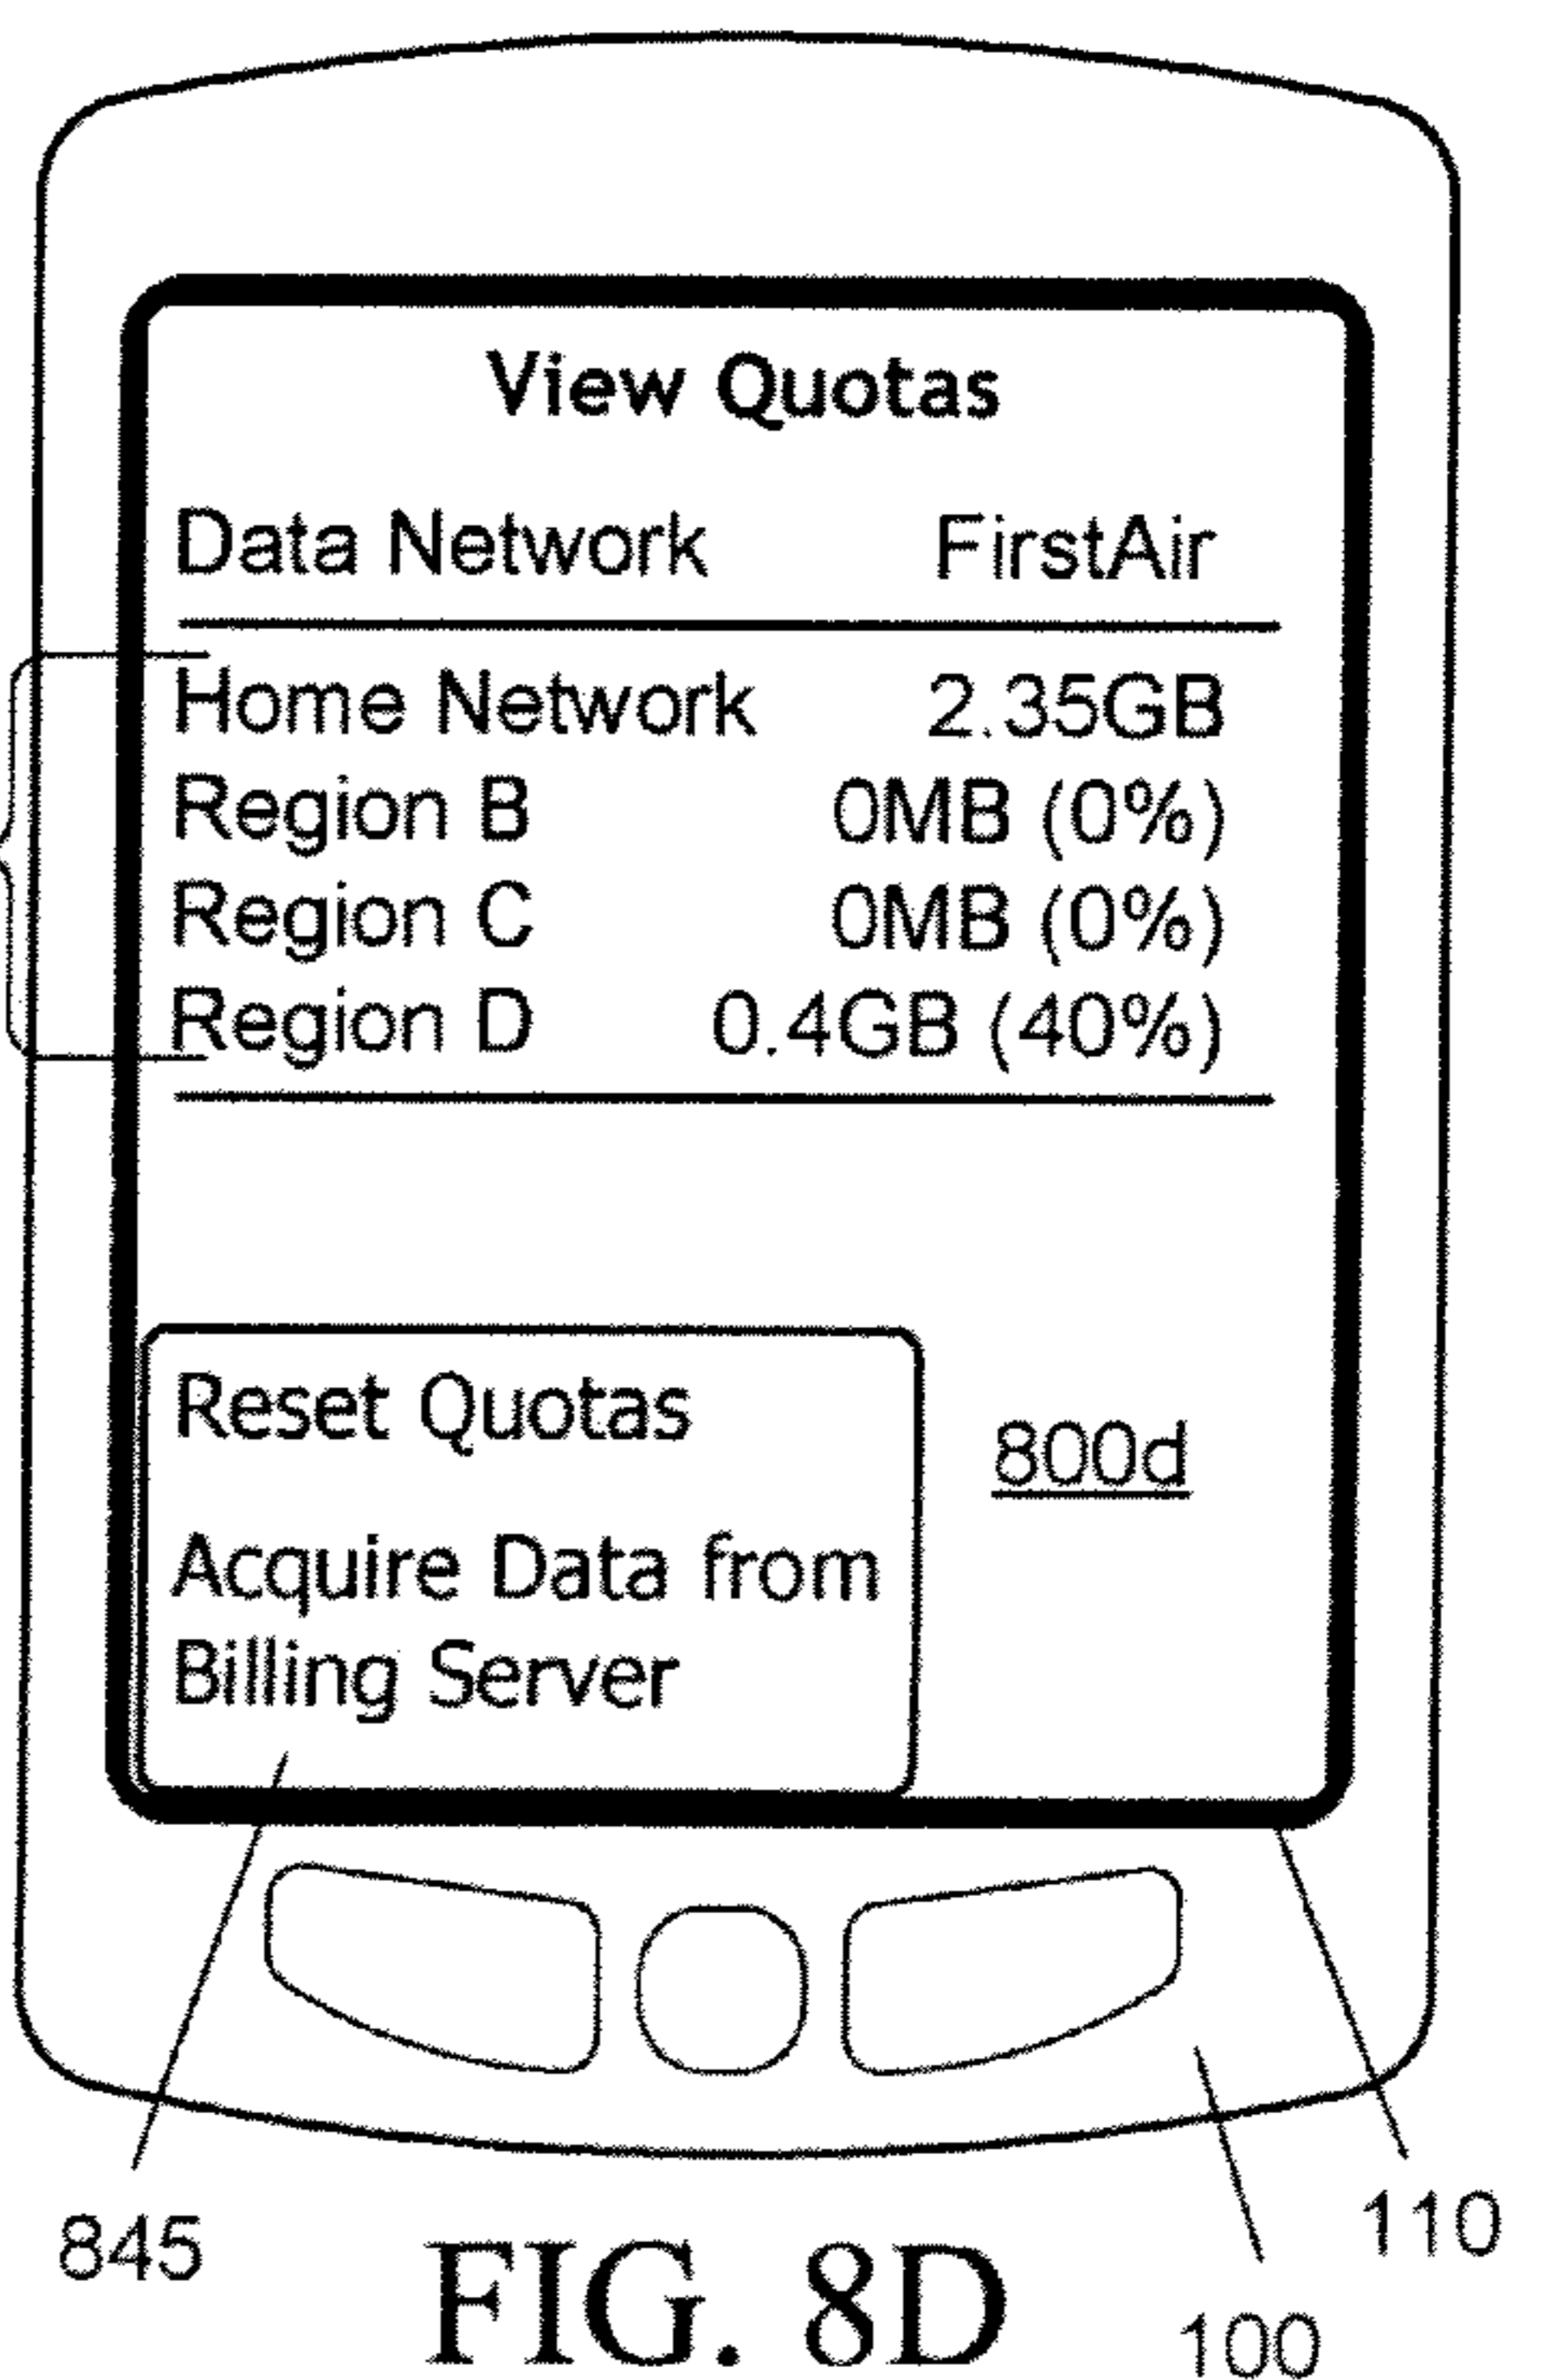 View Quotas
Data Network FirstAir
Home Network 2.35GB
Region B 0MB (0%)
Region C 0MB (0%)
Region D 0.4GB (40%)
Reset Quotas
800d
Acquire Data from
Billing Server
845
110
FIG. 8D
100